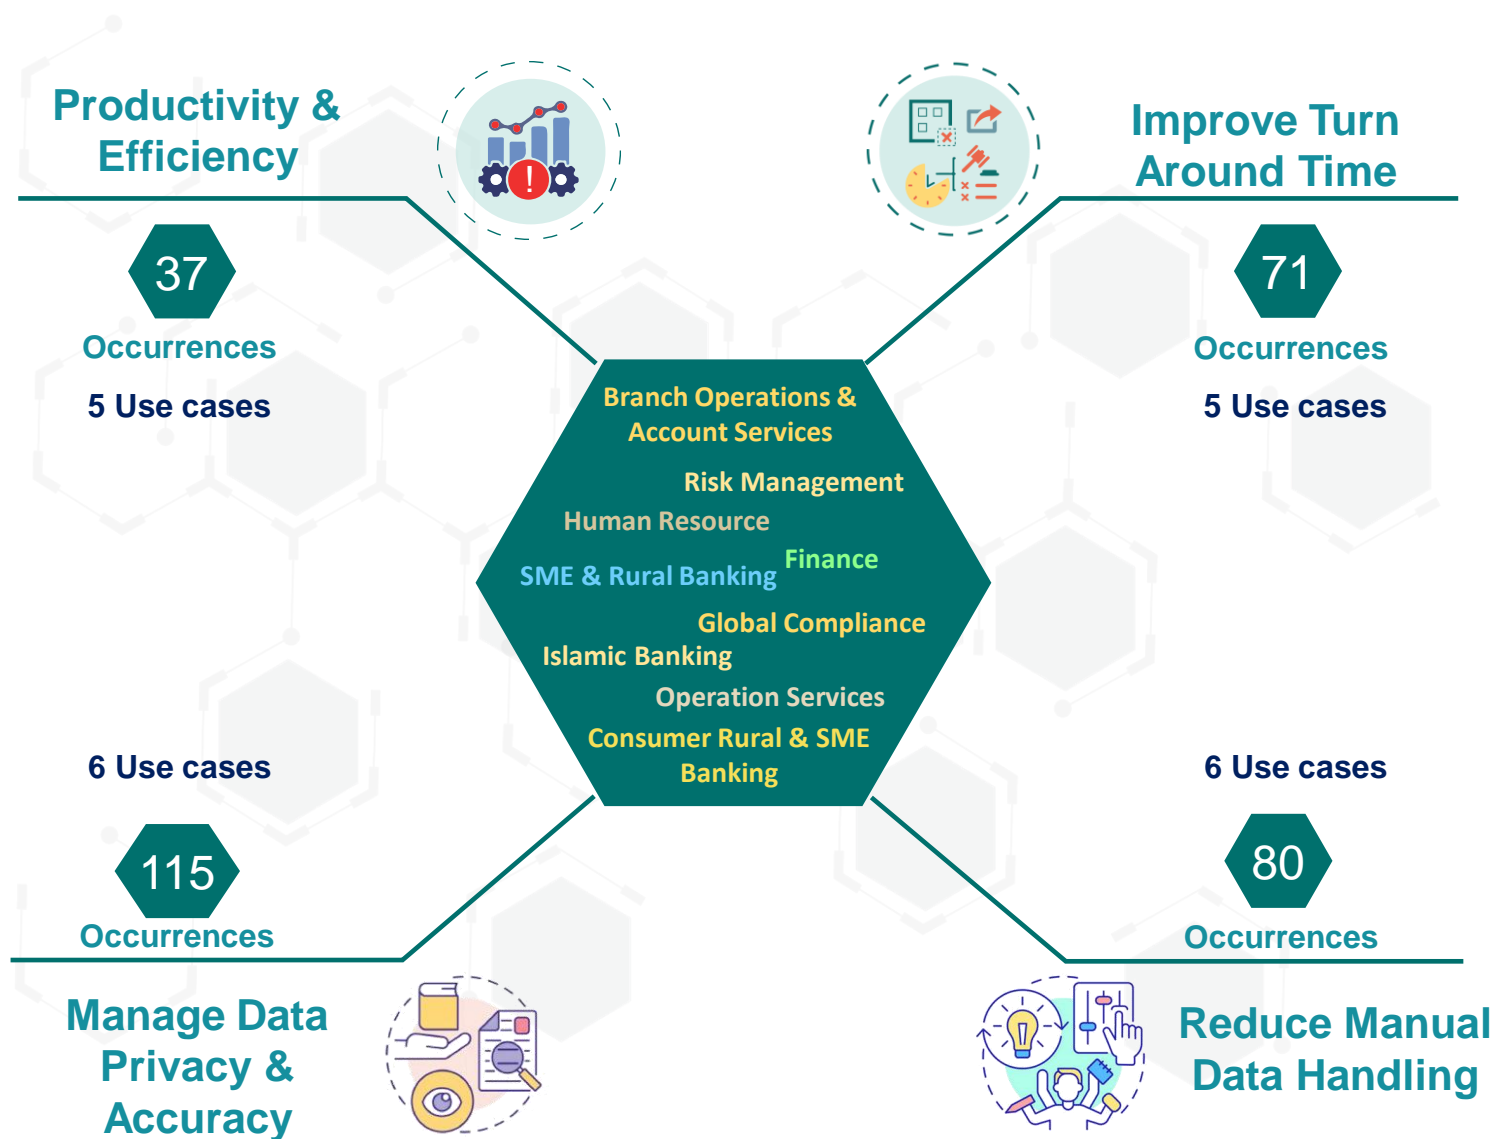 Productivity &
Efficiency
37
Occurrences
5 Use cases
Improve Turn
Around Time
71
Occurrences
5 Use cases
Branch Operations &
Account Services
Risk Management
Human Resource
Finance
SME & Rural Banking
Global Compliance
Islamic Banking
Operation Services
Consumer Rural & SME
Banking
6 Use cases
115
Occurrences
Manage Data
Privacy &
Accuracy
6 Use cases
80
Occurrences
Reduce Manual
Data Handling